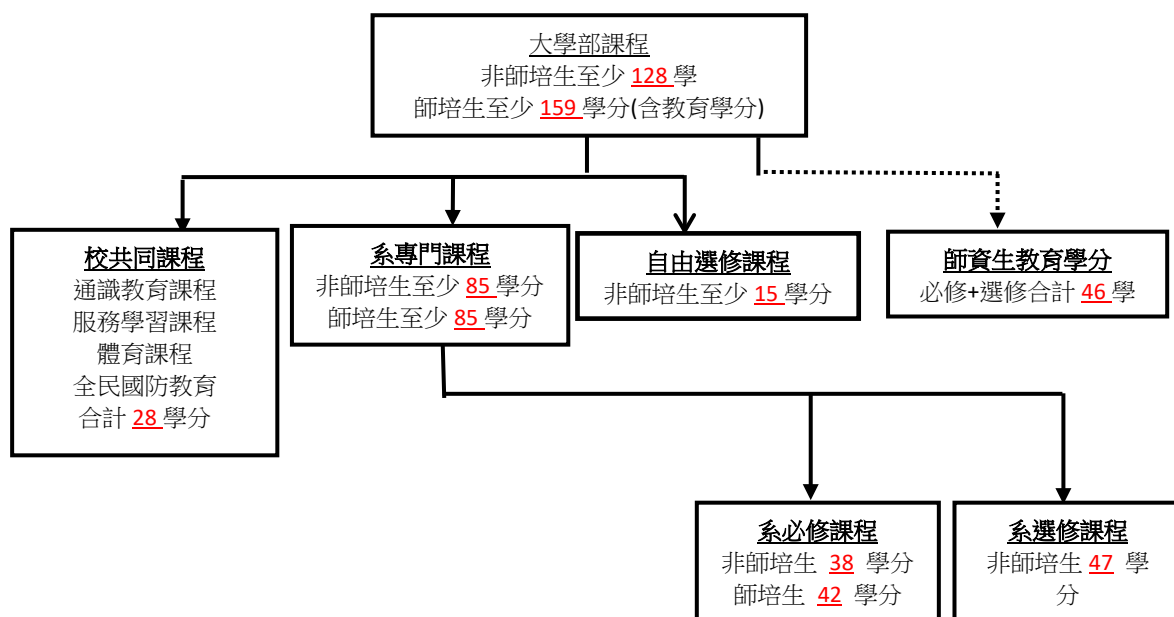 大學部課程
非師培生至少 128 學
師培生至少 159 學分(含教育學分)
校共同課程
通識教育課程
服務學習課程
體育課程
全民國防教育
合計 28 學分
系專門課程
非師培生至少 85 學分
師培生至少 85 學分
自由選修課程
非師培生至少 15 學分
師資生教育學分
必修+選修合計 46 學
系必修課程
非師培生 38 學分
師培生 42 學分
系選修課程
非師培生 47 學
分